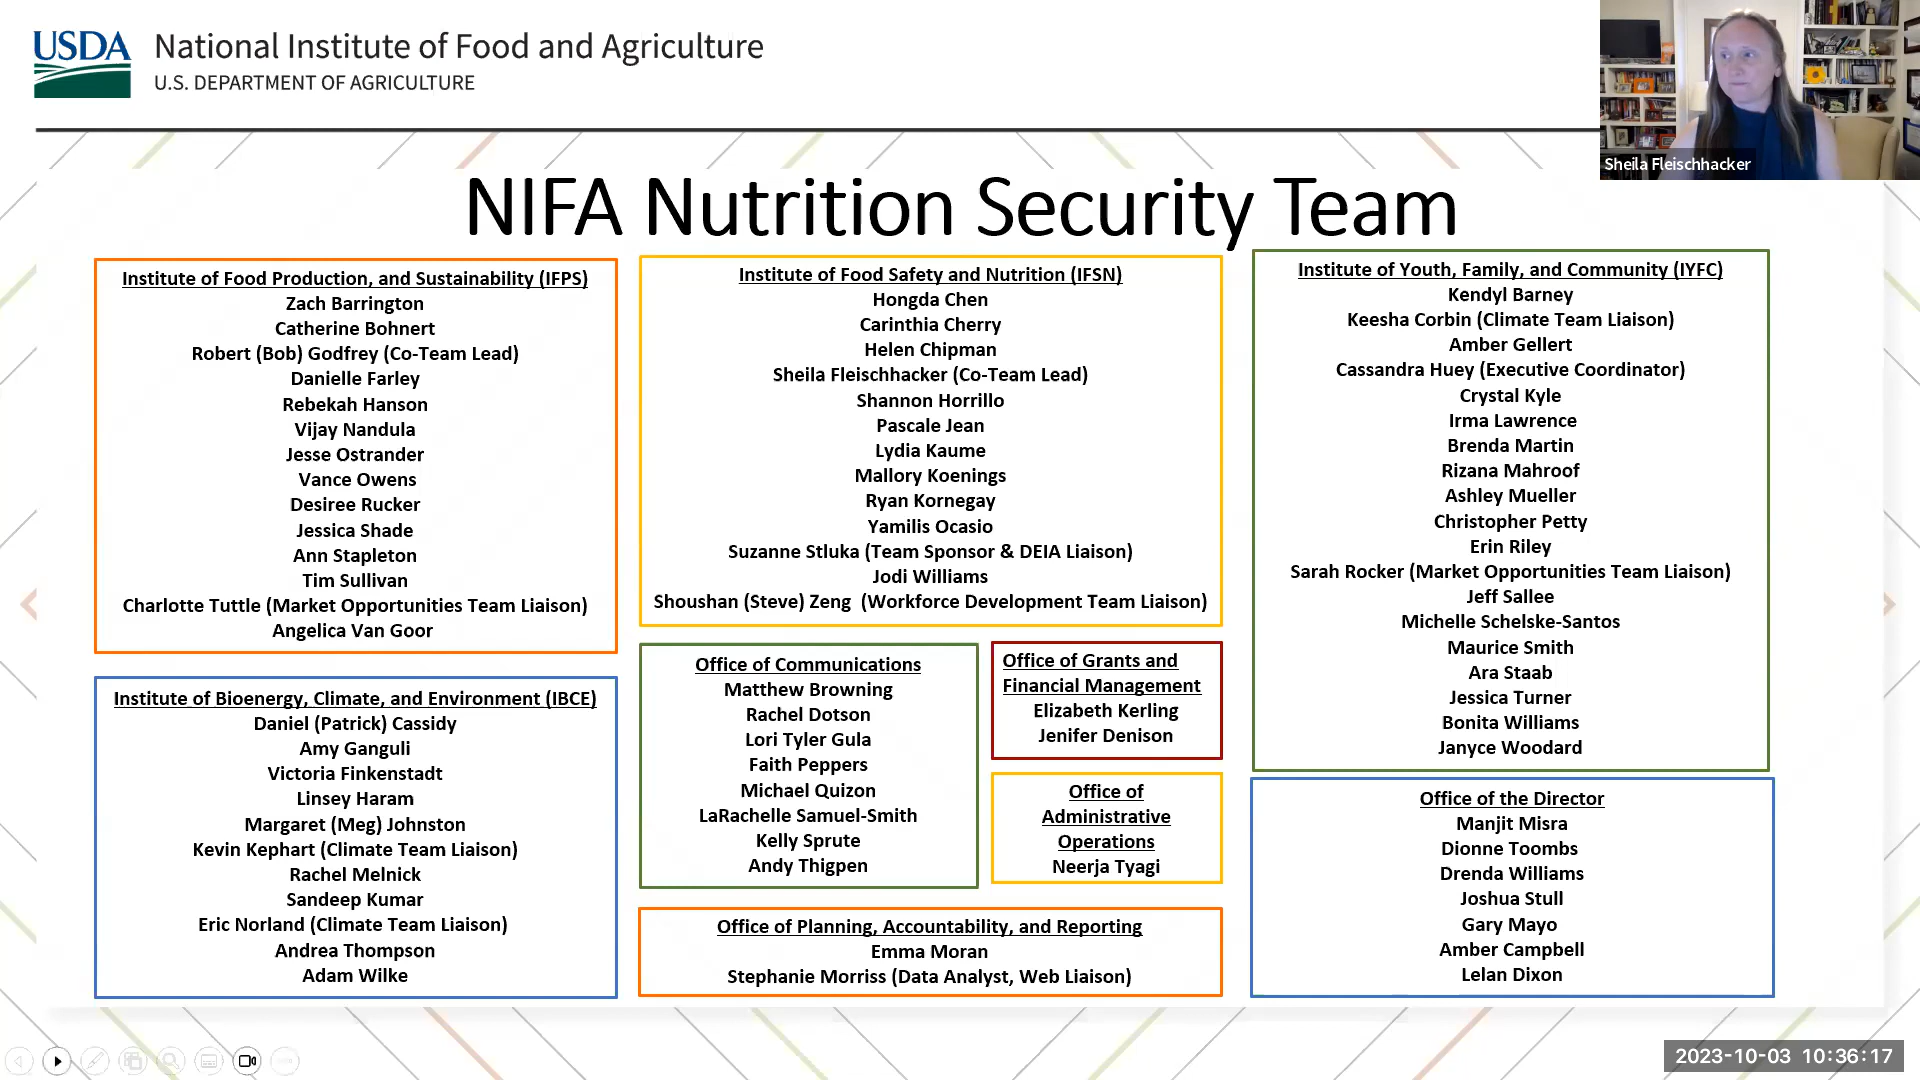 USDA
National Institute of Food and Agriculture
U.S. DEPARTMENT OF AGRICULTURE
Sheila Fleischhacker
NIFA Nutrition Security Team
Institute of Food Production, and Sustainability (IFPS)
Zach Barrington
Catherine Bohnert
Robert (Bob) Godfrey (Co-Team Lead)
Danielle Farley
Rebekah Hanson
Vijay Nandula
Jesse Ostrander
Vance Owens
Desiree Rucker
Jessica Shade
Ann Stapleton
Tim Sullivan
Charlotte Tuttle (Market Opportunities Team Liaison)
Angelica Van Goor
Institute of Bioenergy, Climate, and Environment (IBCE)
Daniel (Patrick) Cassidy
Amy Ganguli
Victoria Finkenstadt
Linsey Haram
Margaret (Meg) Johnston
Kevin Kephart (Climate Team Liaison)
Rachel Melnick
Sandeep Kumar
Eric Norland (Climate Team Liaison)
Andrea Thompson
Adam Wilke
Institute of Food Safety and Nutrition (IFSN)
Hongda Chen
Carinthia Cherry
Helen Chipman
Sheila Fleischhacker (Co-Team Lead)
Shannon Horrillo
Pascale Jean
Lydia Kaume
Mallory Koenings
Ryan Kornegay
Yamilis Ocasio
Suzanne Stluka (Team Sponsor & DEIA Liaison)
Jodi Williams
Shoushan (Steve) Zeng (Workforce Development Team Liaison)
Office of Communications
Matthew Browning
Rachel Dotson
Lori Tyler Gula
Faith Peppers
Michael Quizon
LaRachelle Samuel-Smith
Kelly Sprute
Andy Thigpen
Office of Grants and
Financial Management
Elizabeth Kerling
Jenifer Denison
Office of
Administrative
Operations
Neerja Tyagi
Office of Planning, Accountability, and Reporting
Emma Moran
Stephanie Morriss (Data Analyst, Web Liaison)
Institute of Youth, Family, and Community (IYFC)
Kendyl Barney
Keesha Corbin (Climate Team Liaison)
Amber Gellert
Cassandra Huey (Executive Coordinator)
Crystal Kyle
Irma Lawrence
Brenda Martin
Rizana Mahroof
Ashley Mueller
Christopher Petty
Erin Riley
Sarah Rocker (Market Opportunities Team Liaison)
Jeff Sallee
Michelle Schelske-Santos
Maurice Smith
Ara Staab
Jessica Turner
Bonita Williams
Janyce Woodard
Office of the Director
Manjit Misra
Dionne Toombs
Drenda Williams
Joshua Stull
Gary Mayo
Amber Campbell
Lelan Dixon
2023-10-03 10:36:17